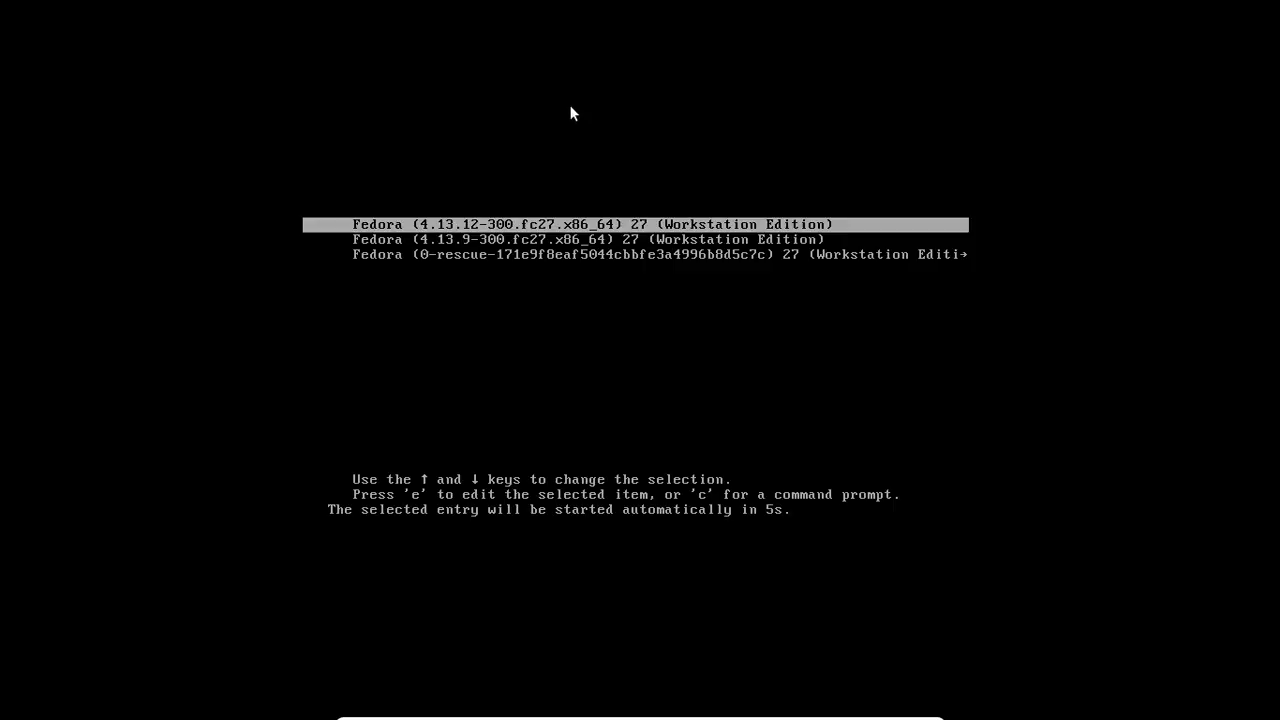 Fedora (4.13.12-300.fc27.x86_64) 27 (Workstation Edition)
Fedora (4.13.9-300.fc27.x86_64) 27 (Workstation Edition)
Fedora (0-rescue-171e9f8eaf5044cbbfe3a4996b8d5c7c) 27 (Workstation Editi→
Use the ↑ and ↓ keys to change the selection.
Press 'e' to edit the selected item, or 'c' for a command prompt.
The selected entry will be started automatically in 5s.